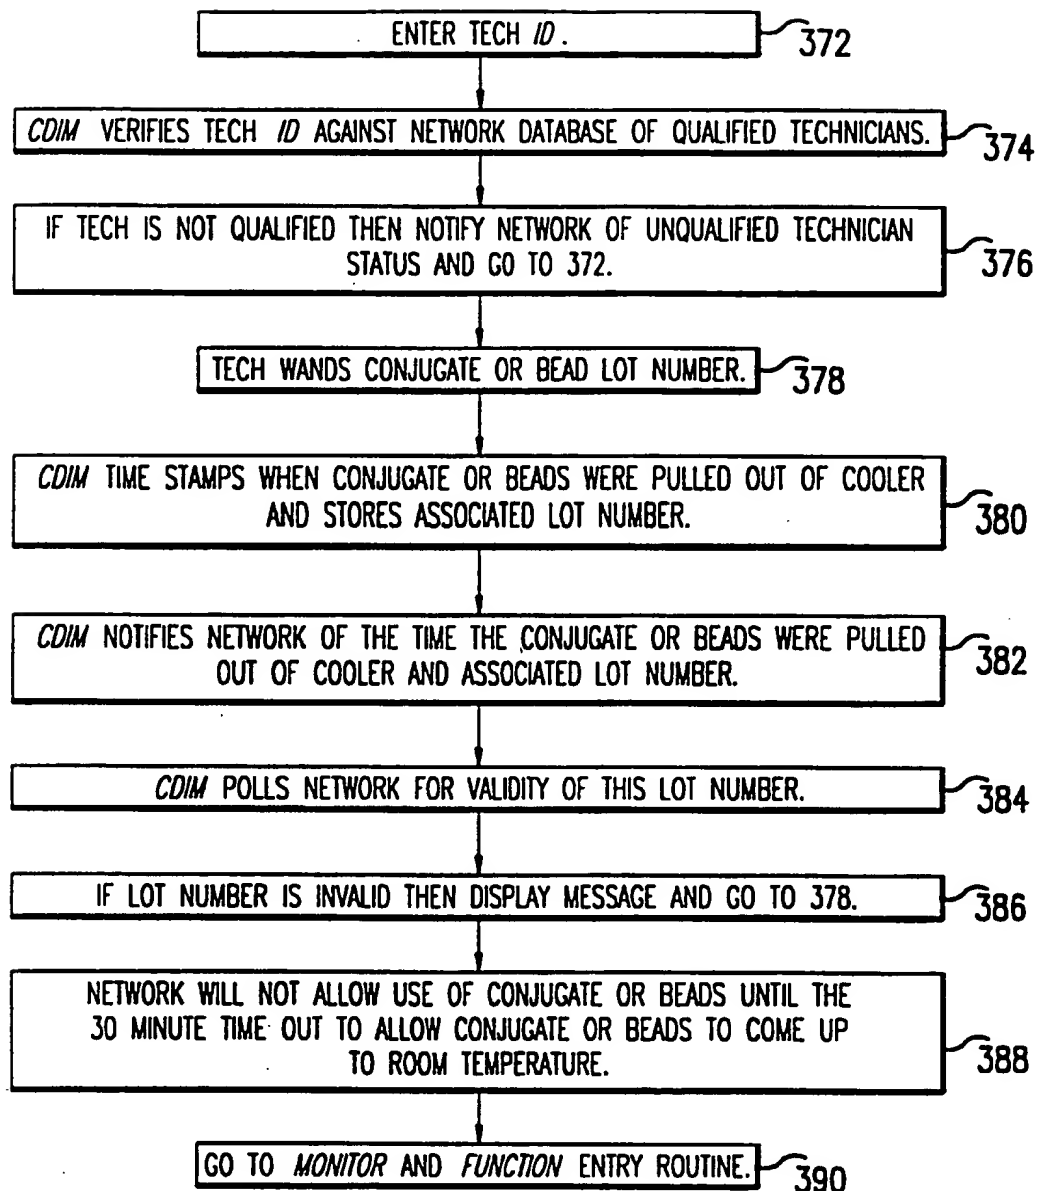 ENTER TECH ID.
372
CDIM VERIFIES TECH ID AGAINST NETWORK DATABASE OF QUALIFIED TECHNICIANS.
374
IF TECH IS NOT QUALIFIED THEN NOTIFY NETWORK OF UNQUALIFIED TECHNICIAN
STATUS AND GO TO 372.
376
TECH WANDS CONJUGATE OR BEAD LOT NUMBER.
378
CDIM TIME STAMPS WHEN CONJUGATE OR BEADS WERE PULLED OUT OF COOLER
AND STORES ASSOCIATED LOT NUMBER.
380
CDIM NOTIFIES NETWORK OF THE TIME THE CONJUGATE OR BEADS WERE PULLED
OUT OF COOLER AND ASSOCIATED LOT NUMBER.
382
CDIM POLLS NETWORK FOR VALIDITY OF THIS LOT NUMBER.
384
IF LOT NUMBER IS INVALID THEN DISPLAY MESSAGE AND GO TO 378.
386
NETWORK WILL NOT ALLOW USE OF CONJUGATE OR BEADS UNTIL THE
30 MINUTE TIME OUT TO ALLOW CONJUGATE OR BEADS TO COME UP
TO ROOM TEMPERATURE.
388
GO TO MONITOR AND FUNCTION ENTRY ROUTINE.
390